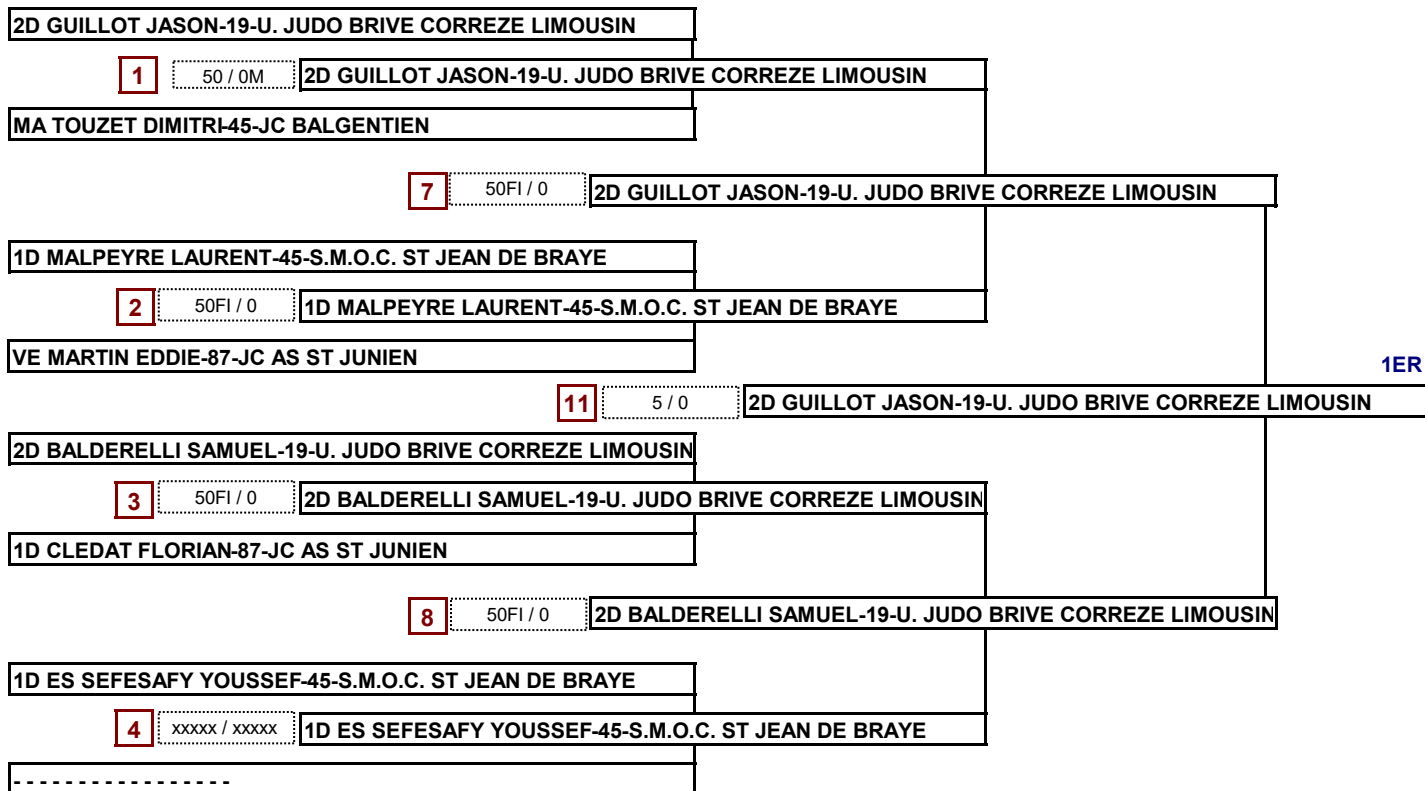 2D GUILLOT JASON-19-U. JUDO BRIVE CORREZE LIMOUSIN
1 50 / 0M 2D GUILLOT JASON-19-U. JUDO BRIVE CORREZE LIMOUSIN
MA TOUZET DIMITRI-45-JC BALGENTIEN
7 50FI / 0 2D GUILLOT JASON-19-U. JUDO BRIVE CORREZE LIMOUSIN
1D MALPEYRE LAURENT-45-S.M.O.C. ST JEAN DE BRAYE
2 50FI / 0 1D MALPEYRE LAURENT-45-S.M.O.C. ST JEAN DE BRAYE
VE MARTIN EDDIE-87-JC AS ST JUNIEN
1ER
11 5 / 0 2D GUILLOT JASON-19-U. JUDO BRIVE CORREZE LIMOUSIN
2D BALDERELLI SAMUEL-19-U. JUDO BRIVE CORREZE LIMOUSIN
3 50FI / 0 2D BALDERELLI SAMUEL-19-U. JUDO BRIVE CORREZE LIMOUSIN
1D CLEDAT FLORIAN-87-JC AS ST JUNIEN
8 50FI / 0 2D BALDERELLI SAMUEL-19-U. JUDO BRIVE CORREZE LIMOUSIN
1D ES SEFESAFY YOUSSEF-45-S.M.O.C. ST JEAN DE BRAYE
4 xxxxx / xxxxx 1D ES SEFESAFY YOUSSEF-45-S.M.O.C. ST JEAN DE BRAYE
- - - - - - - - - - - - - - - - -